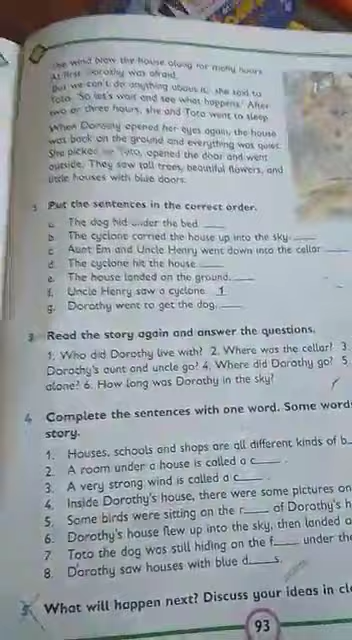 The wind blew the house along for many hours.
At first Dorothy was afraid.
'But we can't do anything about it,' she said to
Toto. 'So let's wait and see what happens.' After
two or three hours, she and Toto went to sleep.
When Dorothy opened her eyes again, the house
was back on the ground and everything was quiet.
She picked up Toto, opened the door and went
outside. They saw tall trees, beautiful flowers, and
little houses with blue doors.
Put the sentences in the correct order.
a. The dog hid under the bed. ____
b. The cyclone carried the house up into the sky. ____
c. Aunt Em and Uncle Henry went down into the cellar. ____
d. The cyclone hit the house. ____
e. The house landed on the ground. ____
f. Uncle Henry saw a cyclone. 1
g. Dorothy went to get the dog. ____
3 Read the story again and answer the questions.
1. Who did Dorothy live with? 2. Where was the cellar? 3.
Dorothy's aunt and uncle go? 4. Where did Dorothy go? 5.
alone? 6. How long was Dorothy in the sky?
4 Complete the sentences with one word. Some words
story.
1. Houses, schools and shops are all different kinds of b
2. A room under a house is called a c____.
3. A very strong wind is called a c____.
4. Inside Dorothy's house, there were some pictures on
5. Some birds were sitting on the r____ of Dorothy's h
6. Dorothy's house flew up into the sky, then landed o
7. Toto the dog was still hiding on the f____ under the
8. Dorothy saw houses with blue d____s.
5 What will happen next? Discuss your ideas in cl
93